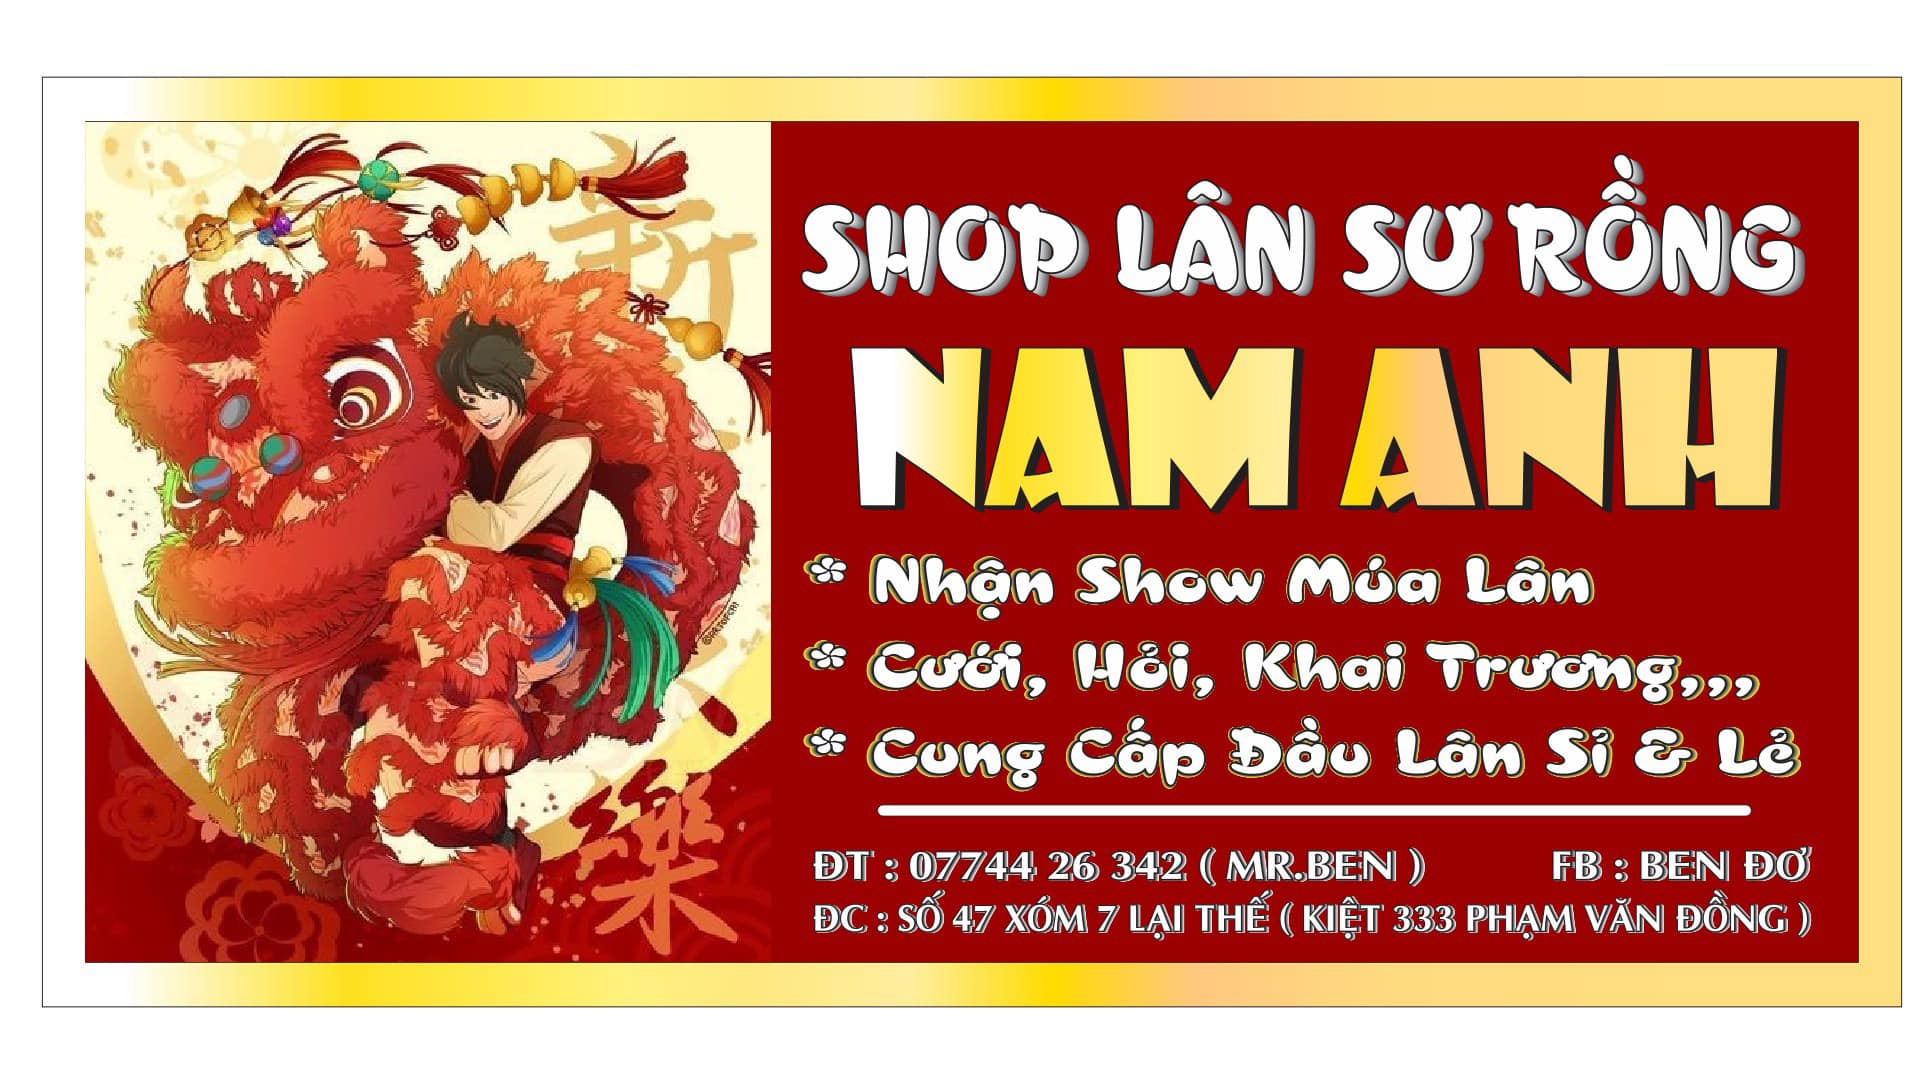 新
樂
SHOP LÂN SƯ RỒNG
NAM ANH
* Nhận Show Múa Lân
* Cưới, Hỏi, Khai Trương,,,
* Cung Cấp Đầu Lân Sỉ & Lẻ
ĐT : 07744 26 342 ( MR.BEN ) FB : BEN ĐƠ
ĐC : SỐ 47 XÓM 7 LẠI THẾ ( KIỆT 333 PHẠM VĂN ĐỒNG )